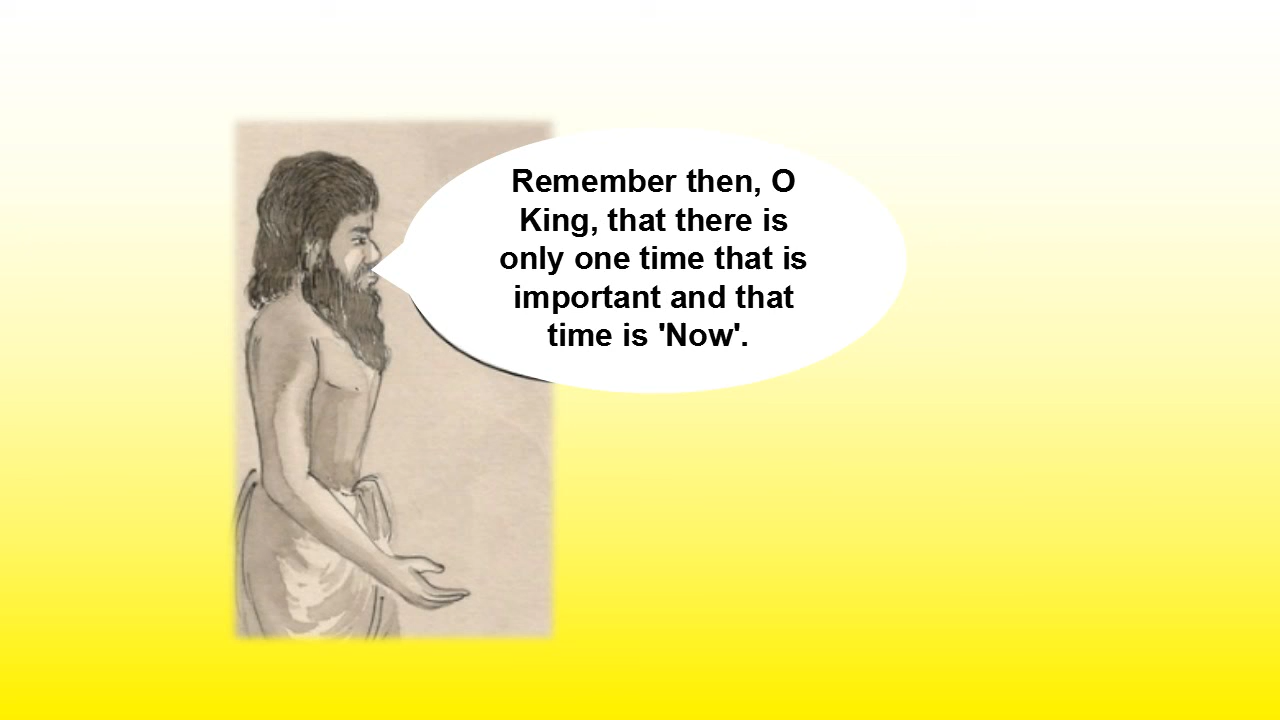 Remember then, O
King, that there is
only one time that is
important and that
time is 'Now'.